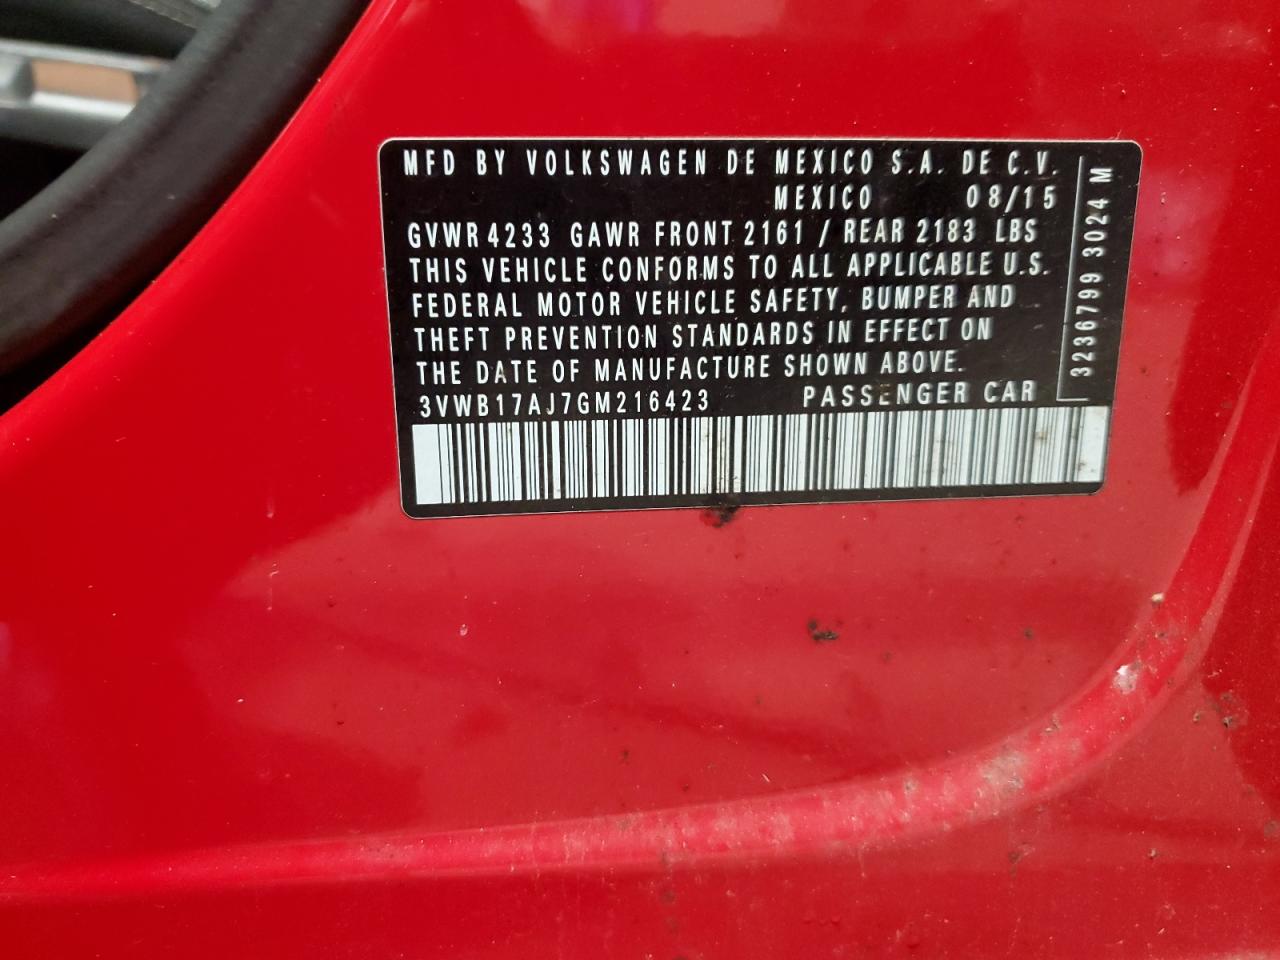 MFD BY VOLKSWAGEN DE MEXICO S.A. DE C.V.
MEXICO 08/15
GVWR 4233 GAWR FRONT 2161 / REAR 2183 LBS
THIS VEHICLE CONFORMS TO ALL APPLICABLE U.S.
FEDERAL MOTOR VEHICLE SAFETY, BUMPER AND
THEFT PREVENTION STANDARDS IN EFFECT ON
THE DATE OF MANUFACTURE SHOWN ABOVE.
3VWB17AJ7GM216423 PASSENGER CAR
3236799 3024 M